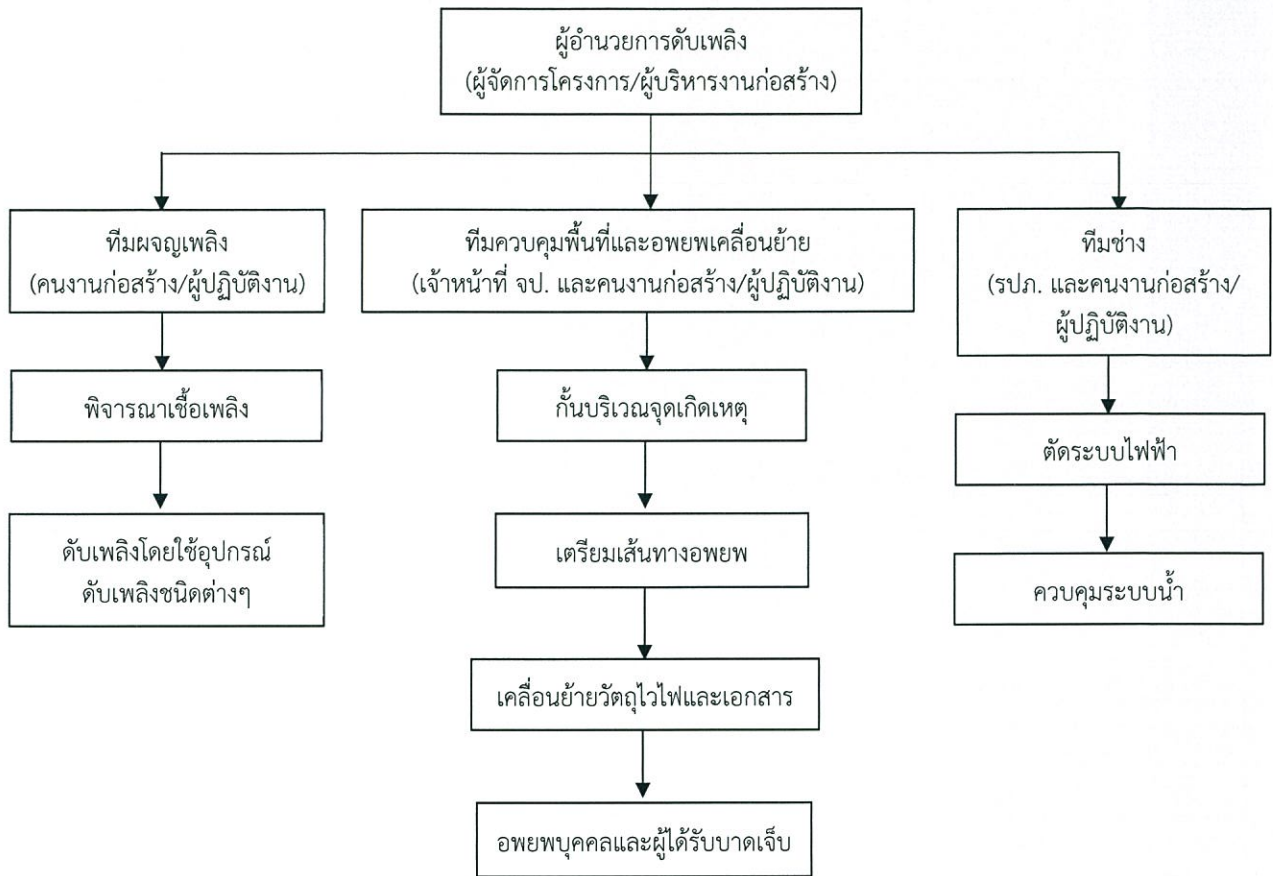 ผู้อำนวยการดับเพลิง
(ผู้จัดการโครงการ/ผู้บริหารงานก่อสร้าง)
ทีมผจญเพลิง
(คนงานก่อสร้าง/ผู้ปฏิบัติงาน)
ทีมควบคุมพื้นที่และอพยพเคลื่อนย้าย
(เจ้าหน้าที่ จป. และคนงานก่อสร้าง/ผู้ปฏิบัติงาน)
ทีมช่าง
(รปภ. และคนงานก่อสร้าง/
ผู้ปฏิบัติงาน)
พิจารณาเชื้อเพลิง
กั้นบริเวณจุดเกิดเหตุ
ตัดระบบไฟฟ้า
ดับเพลิงโดยใช้อุปกรณ์
ดับเพลิงชนิดต่างๆ
เตรียมเส้นทางอพยพ
ควบคุมระบบน้ำ
เคลื่อนย้ายวัตถุไวไฟและเอกสาร
อพยพบุคคลและผู้ได้รับบาดเจ็บ